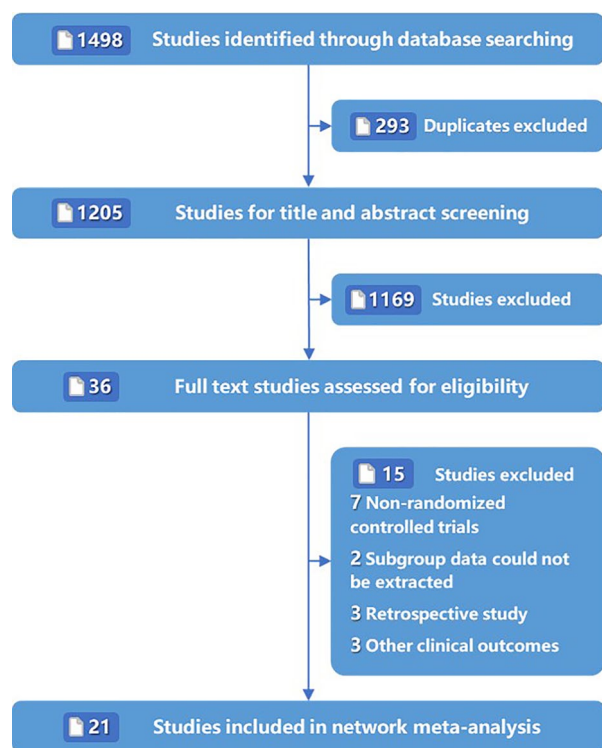 1498 Studies identified through database searching
293 Duplicates excluded
1205 Studies for title and abstract screening
1169 Studies excluded
36 Full text studies assessed for eligibility
15 Studies excluded
7 Non-randomized
controlled trials
2 Subgroup data could not
be extracted
3 Retrospective study
3 Other clinical outcomes
21 Studies included in network meta-analysis